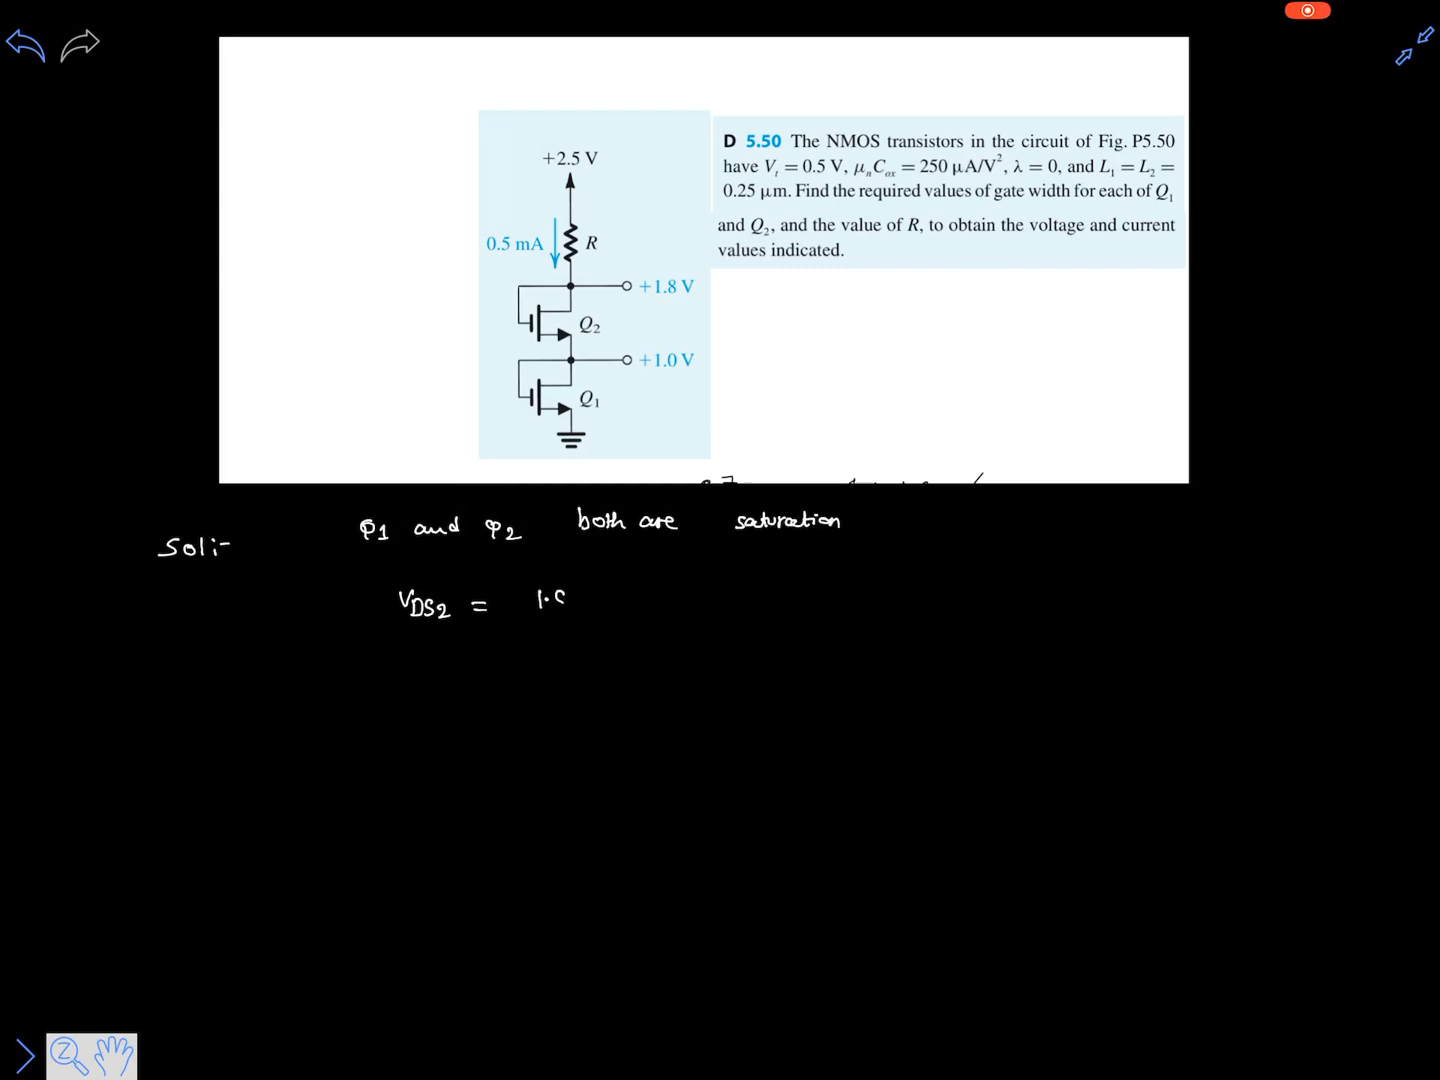 +2.5 V
0.5 mA
R
+1.8 V
Q2
+1.0 V
Q1
D 5.50 The NMOS transistors in the circuit of Fig. P5.50
have Vt = 0.5 V, μnCox = 250 μA/V², λ = 0, and L1 = L2 =
0.25 μm. Find the required values of gate width for each of Q1
and Q2, and the value of R, to obtain the voltage and current
values indicated.
Sol:-
Q1 and Q2 both are saturation
VDS2 = 1.
Z